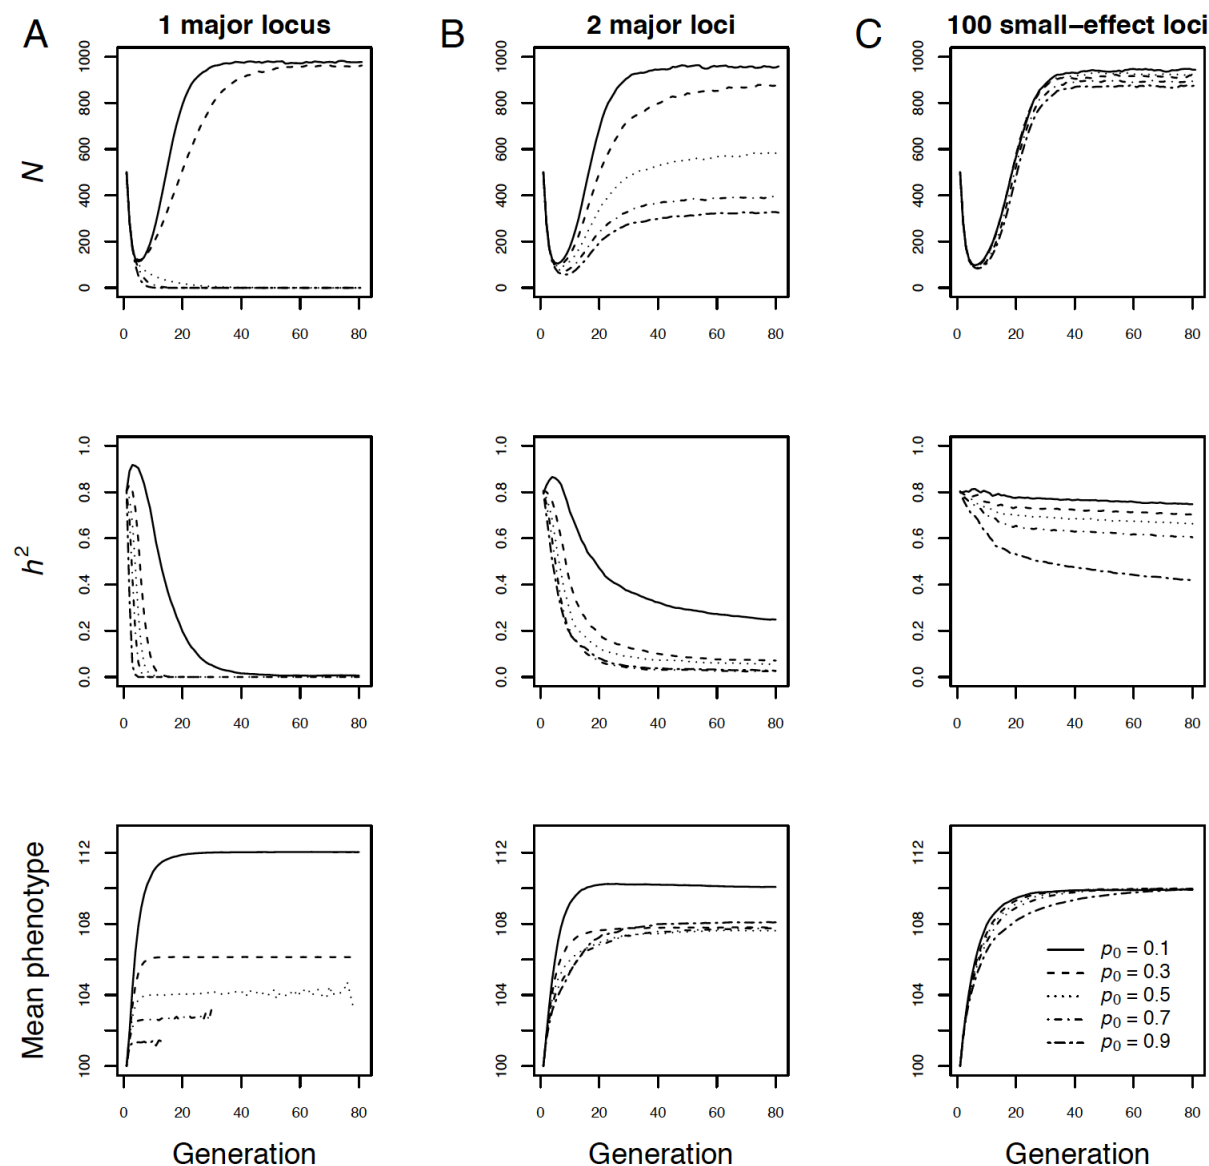 A 1 major locus
B 2 major loci
C 100 small−effect loci
N
1000
800
600
400
200
0
0 20 40 60 80
1000
800
600
400
200
0
0 20 40 60 80
1000
800
600
400
200
0
0 20 40 60 80
h²
1.0
0.8
0.6
0.4
0.2
0.0
0 20 40 60 80
1.0
0.8
0.6
0.4
0.2
0.0
0 20 40 60 80
1.0
0.8
0.6
0.4
0.2
0.0
0 20 40 60 80
Mean phenotype
112
108
104
100
0 20 40 60 80
Generation
112
108
104
100
0 20 40 60 80
Generation
112
108
104
100
p₀ = 0.1
p₀ = 0.3
p₀ = 0.5
p₀ = 0.7
p₀ = 0.9
0 20 40 60 80
Generation